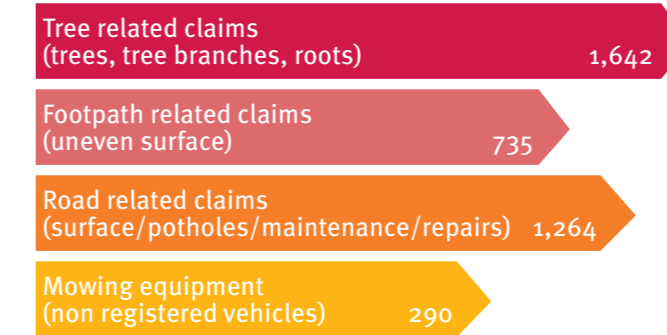 Tree related claims
(trees, tree branches, roots) 1,642
Footpath related claims
(uneven surface) 735
Road related claims
(surface/potholes/maintenance/repairs) 1,264
Mowing equipment
(non registered vehicles) 290